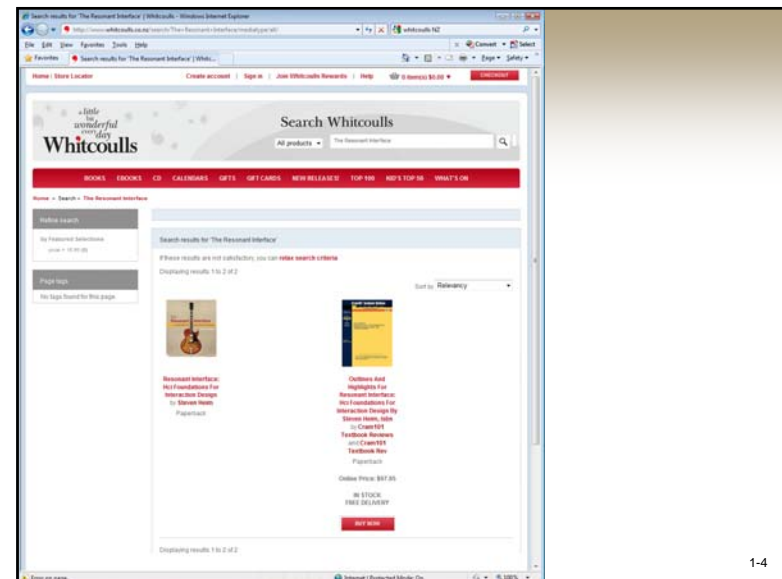 Search results for 'The Resonant Interface' | Whitcoulls - Windows Internet Explorer
whitcoulls NZ
File Edit View Favorites Tools Help
Convert Select
Favorites Search results for 'The Resonant Interface' | Whitc...
Page Safety
Home | Store Locator
Create account | Sign in | Join Whitcoulls Rewards | Help
0 item(s) $0.00
CHECKOUT
a little
bit
wonderful
every day
Whitcoulls
Search Whitcoulls
All products
The Resonant Interface
BOOKS EBOOKS CD CALENDARS GIFTS GIFT CARDS NEW RELEASES! TOP 100 KID'S TOP 50 WHAT'S ON
Home > Search > The Resonant Interface
Refine search
by Featured Selections
Page tags
No tags found for this page
Search results for 'The Resonant Interface'
If these results are not satisfactory, you can relax search criteria
Displaying results 1 to 2 of 2
Sort by Relevancy
Resonant Interface:
Hci Foundations For
Interaction Design
by Steven Heim
Paperback
Outlines And
Highlights For
Resonant Interface:
Hci Foundations For
Interaction Design By
Steven Heim, Isbn
by Cram101
Textbook Reviews
and Cram101
Textbook Rev
Paperback
Online Price: $97.95
IN STOCK
FREE DELIVERY
BUY NOW
Displaying results 1 to 2 of 2
Error on page
Internet | Protected Mode: On
100%
1-4